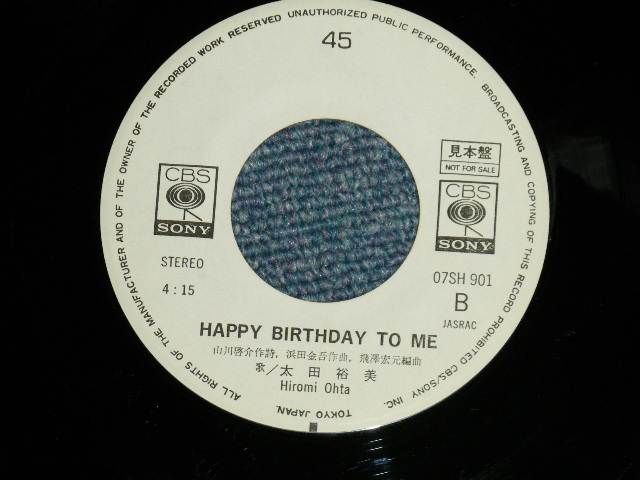 ALL RIGHTS OF THE MANUFACTURER AND OF THE OWNER OF THE RECORDED WORK RESERVED UNAUTHORIZED PUBLIC PERFORMANCE. BROADCASTING AND COPYING OF THIS RECORD PROHIBITED CBS/SONY INC. TOKYO JAPAN.
45
見本盤
NOT FOR SALE
CBS
SONY
CBS
SONY
STEREO
4:15
07SH 901
B
JASRAC
HAPPY BIRTHDAY TO ME
山川啓介作詩, 浜田金吾作曲, 飛澤宏元編曲
歌／太田裕美
Hiromi Ohta